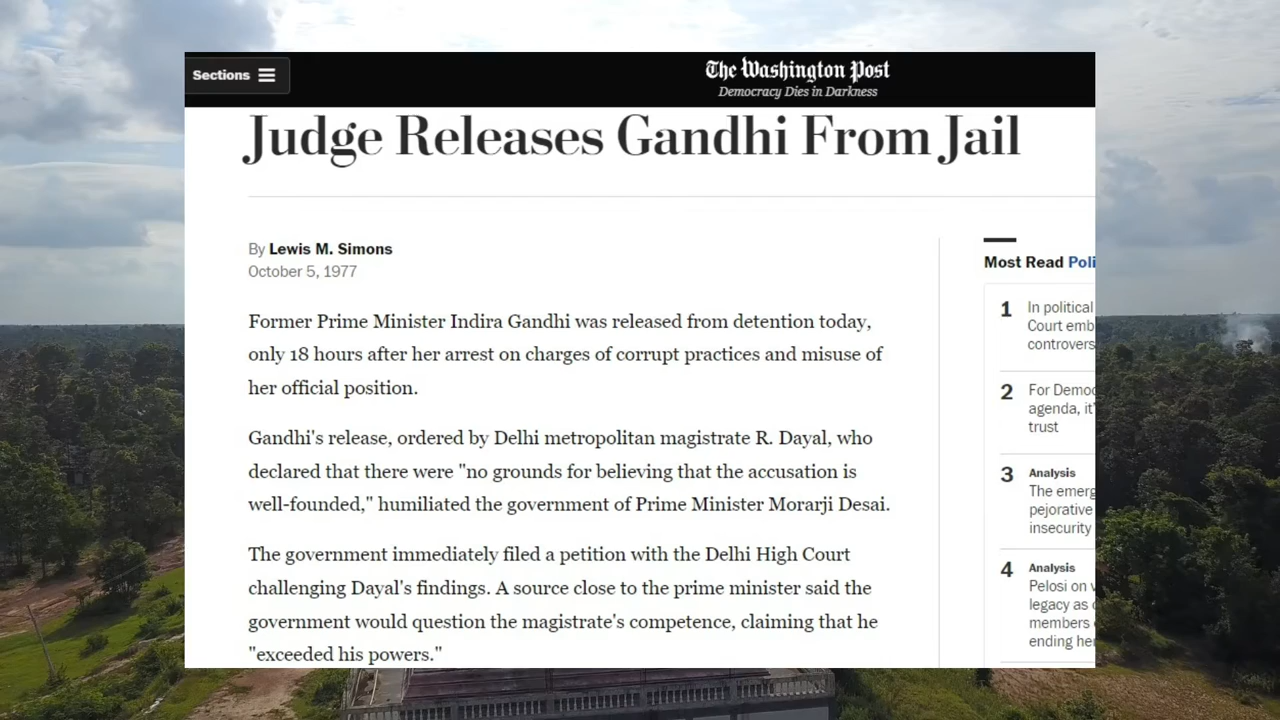 Sections
The Washington Post
Democracy Dies in Darkness
Judge Releases Gandhi From Jail
By Lewis M. Simons
October 5, 1977
Former Prime Minister Indira Gandhi was released from detention today,
only 18 hours after her arrest on charges of corrupt practices and misuse of
her official position.
Gandhi's release, ordered by Delhi metropolitan magistrate R. Dayal, who
declared that there were "no grounds for believing that the accusation is
well-founded," humiliated the government of Prime Minister Morarji Desai.
The government immediately filed a petition with the Delhi High Court
challenging Dayal's findings. A source close to the prime minister said the
government would question the magistrate's competence, claiming that he
"exceeded his powers."
Most Read Poli
1
In political
Court emb
controvers
2
For Democ
agenda, it'
trust
3
Analysis
The emerg
pejorative
insecurity
4
Analysis
Pelosi on
legacy as
members
ending her